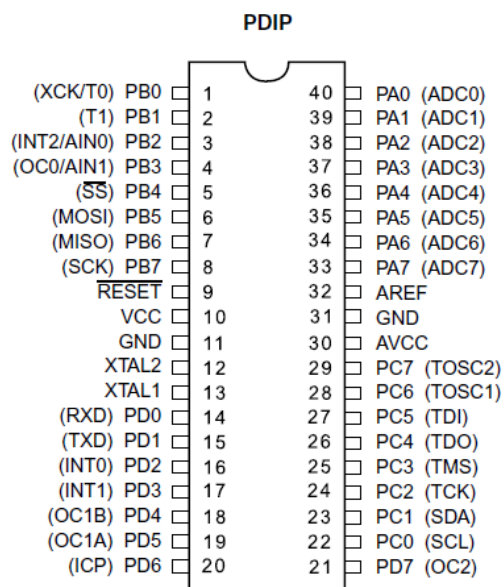 PDIP
(XCK/T0) PB0 1 40 PA0 (ADC0)
(T1) PB1 2 39 PA1 (ADC1)
(INT2/AIN0) PB2 3 38 PA2 (ADC2)
(OC0/AIN1) PB3 4 37 PA3 (ADC3)
(SS) PB4 5 36 PA4 (ADC4)
(MOSI) PB5 6 35 PA5 (ADC5)
(MISO) PB6 7 34 PA6 (ADC6)
(SCK) PB7 8 33 PA7 (ADC7)
RESET 9 32 AREF
VCC 10 31 GND
GND 11 30 AVCC
XTAL2 12 29 PC7 (TOSC2)
XTAL1 13 28 PC6 (TOSC1)
(RXD) PD0 14 27 PC5 (TDI)
(TXD) PD1 15 26 PC4 (TDO)
(INT0) PD2 16 25 PC3 (TMS)
(INT1) PD3 17 24 PC2 (TCK)
(OC1B) PD4 18 23 PC1 (SDA)
(OC1A) PD5 19 22 PC0 (SCL)
(ICP) PD6 20 21 PD7 (OC2)